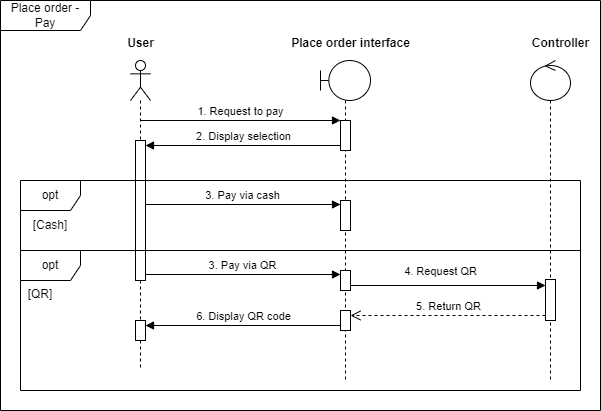 Place order -
Pay
User
Place order interface
Controller
1. Request to pay
2. Display selection
opt
3. Pay via cash
[Cash]
opt
3. Pay via QR
4. Request QR
[QR]
5. Return QR
6. Display QR code